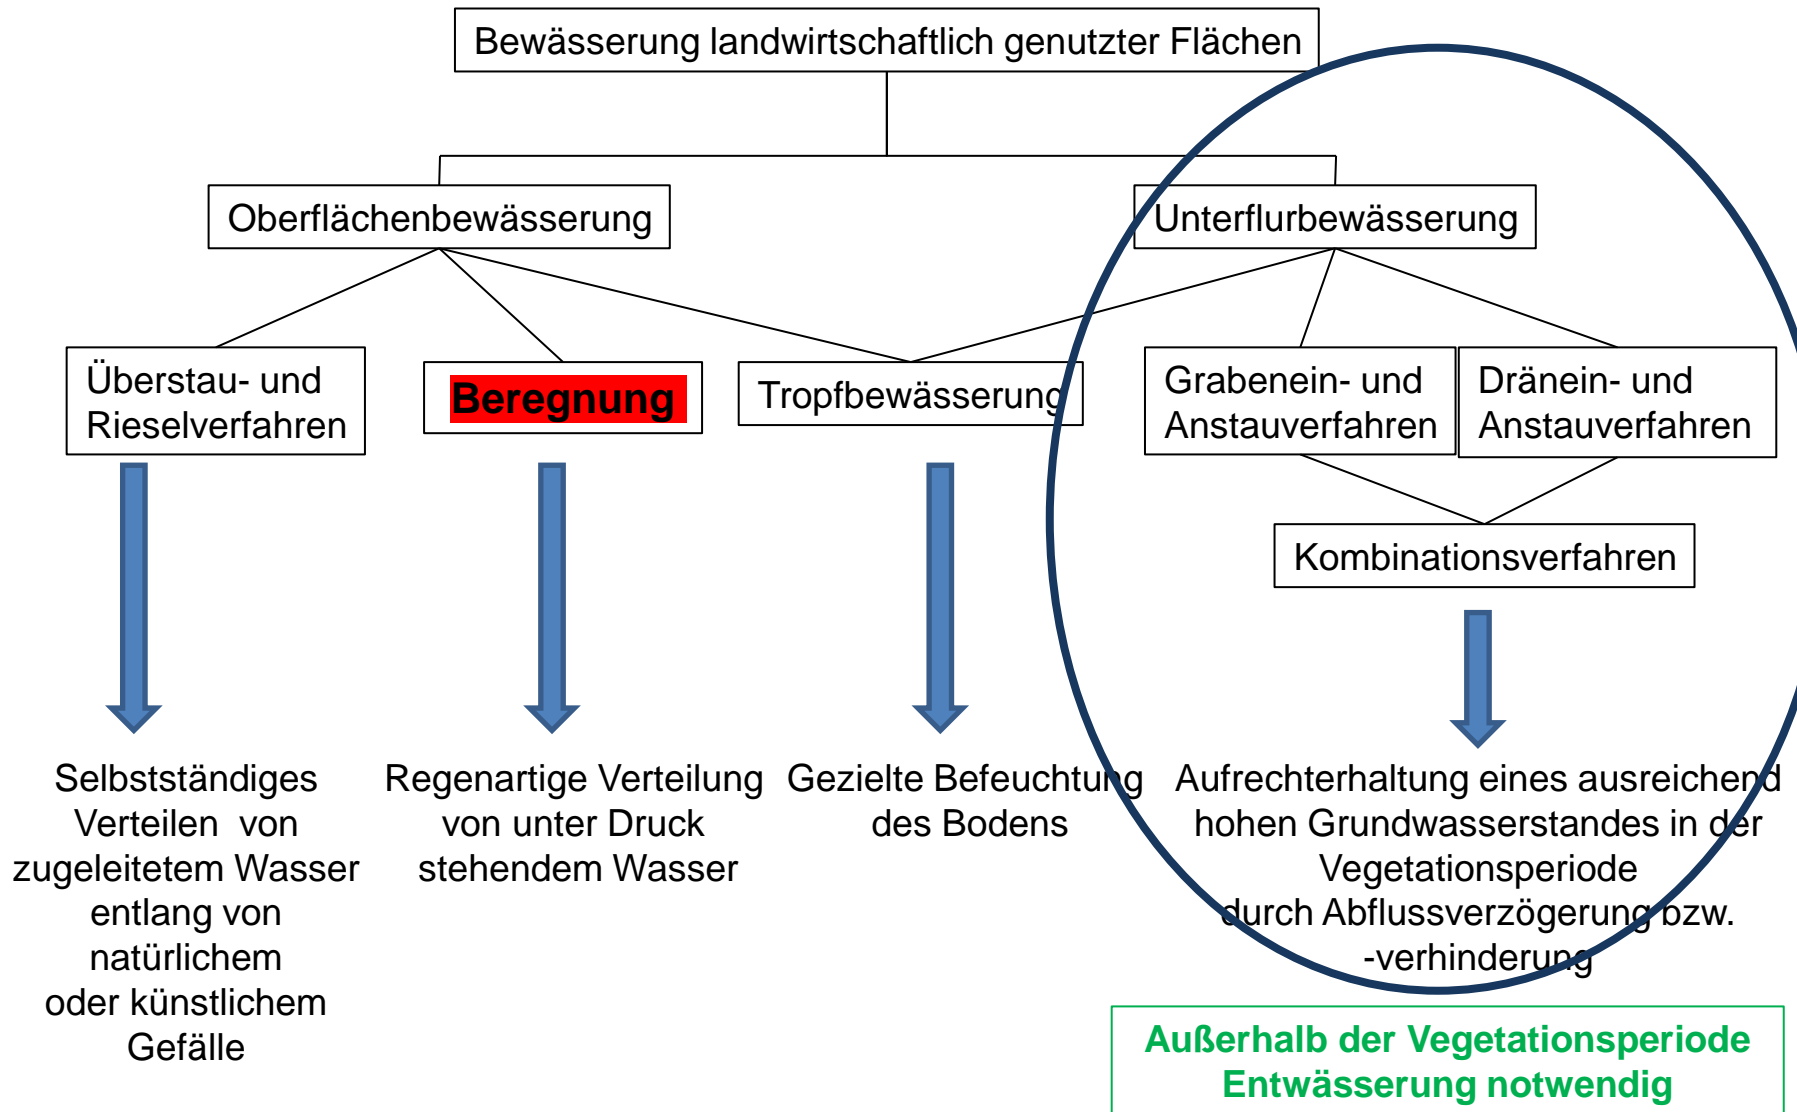 Bewässerung landwirtschaftlich genutzter Flächen
Oberflächenbewässerung
Unterflurbewässerung
Überstau- und
Rieselverfahren
Beregnung
Tropfbewässerung
Grabenein- und
Anstauverfahren
Dränein- und
Anstauverfahren
Kombinationsverfahren
Selbstständiges
Verteilen von
zugeleitetem Wasser
entlang von
natürlichem
oder künstlichem
Gefälle
Regenartige Verteilung
von unter Druck
stehendem Wasser
Gezielte Befeuchtung
des Bodens
Aufrechterhaltung eines ausreichend
hohen Grundwasserstandes in der
Vegetationsperiode
durch Abflussverzögerung bzw.
-verhinderung
Außerhalb der Vegetationsperiode
Entwässerung notwendig